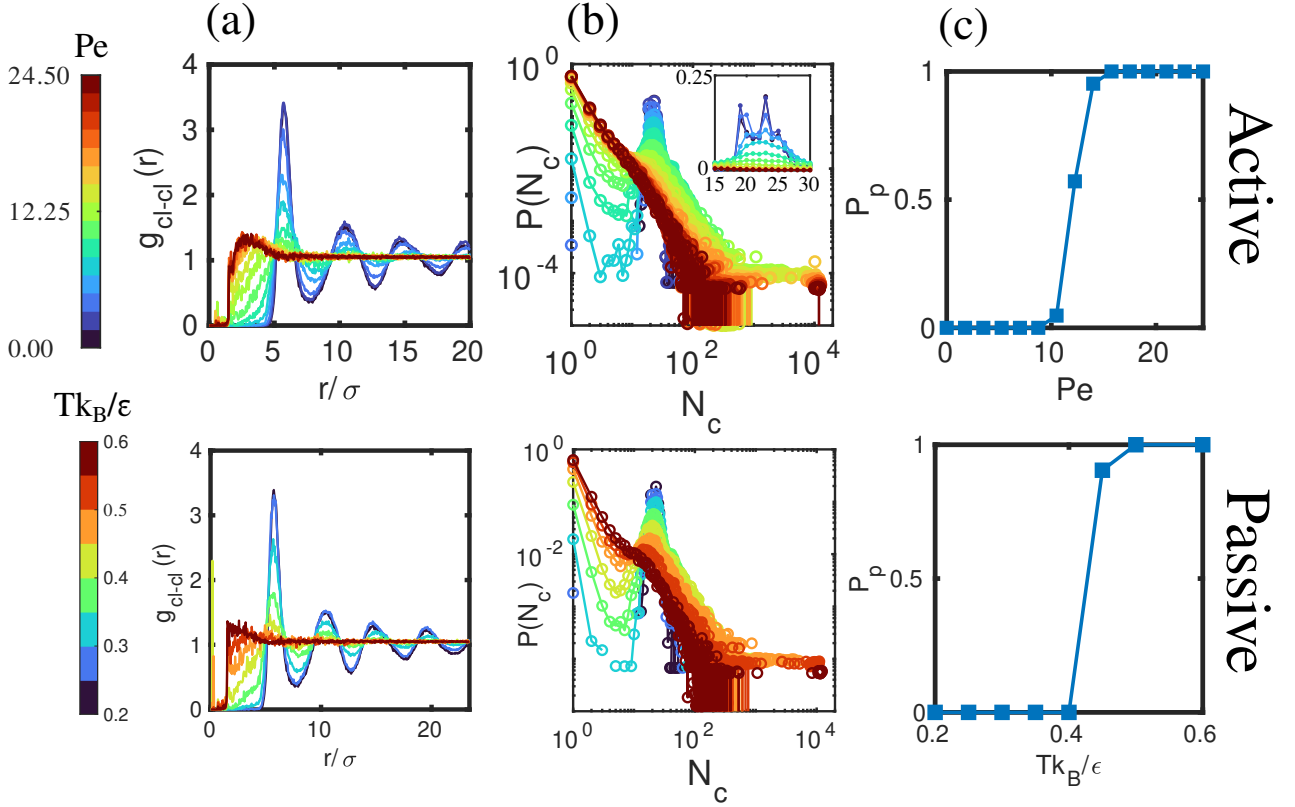 (a)
(b)
(c)
Pe
24.50
12.25
0.00
4
3
2
1
0
g_cl-cl (r)
0 5 10 15 20
r/σ
10^0
10^-4
P(N_c)
10^0 10^2 10^4
N_c
0.25
0
15 20 25 30
1
0.5
0
P_p
0 10 20
Pe
Active
Tk_B/ε
0.6
0.5
0.4
0.3
0.2
4
3
2
1
0
g_cl-cl (r)
0 10 20
r/σ
10^0
10^-2
P(N_c)
10^0 10^2 10^4
N_c
1
0.5
0
P_p
0.2 0.4 0.6
Tk_B/ϵ
Passive